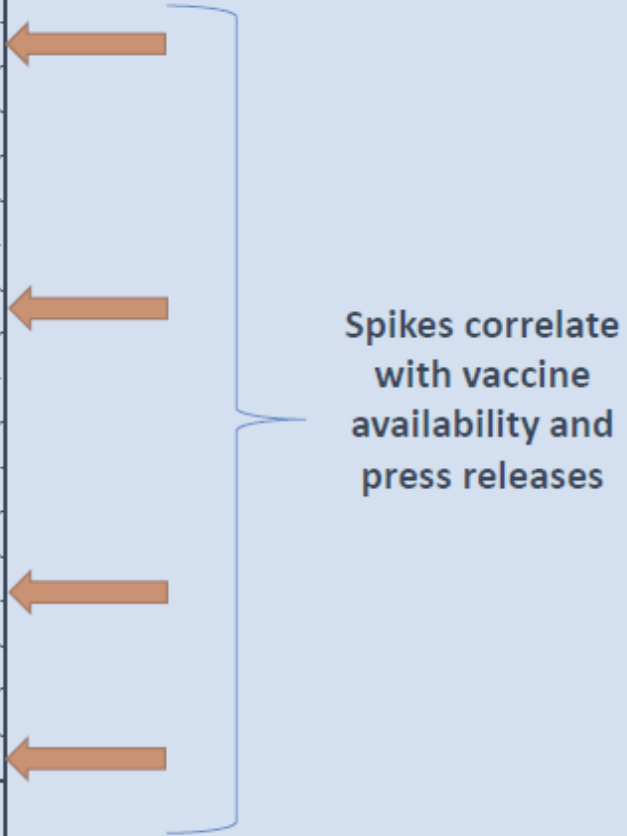 Spikes correlate
with vaccine
availability and
press releases